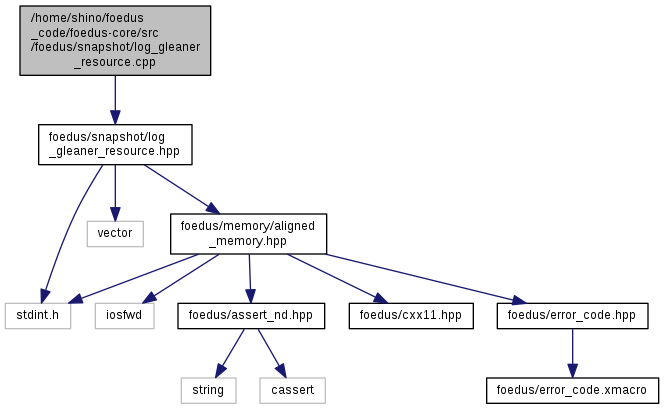 /home/shino/foedus
_code/foedus-core/src
/foedus/snapshot/log_gleaner
_resource.cpp
foedus/snapshot/log
_gleaner_resource.hpp
vector
foedus/memory/aligned
_memory.hpp
stdint.h
iosfwd
foedus/assert_nd.hpp
foedus/cxx11.hpp
foedus/error_code.hpp
string
cassert
foedus/error_code.xmacro